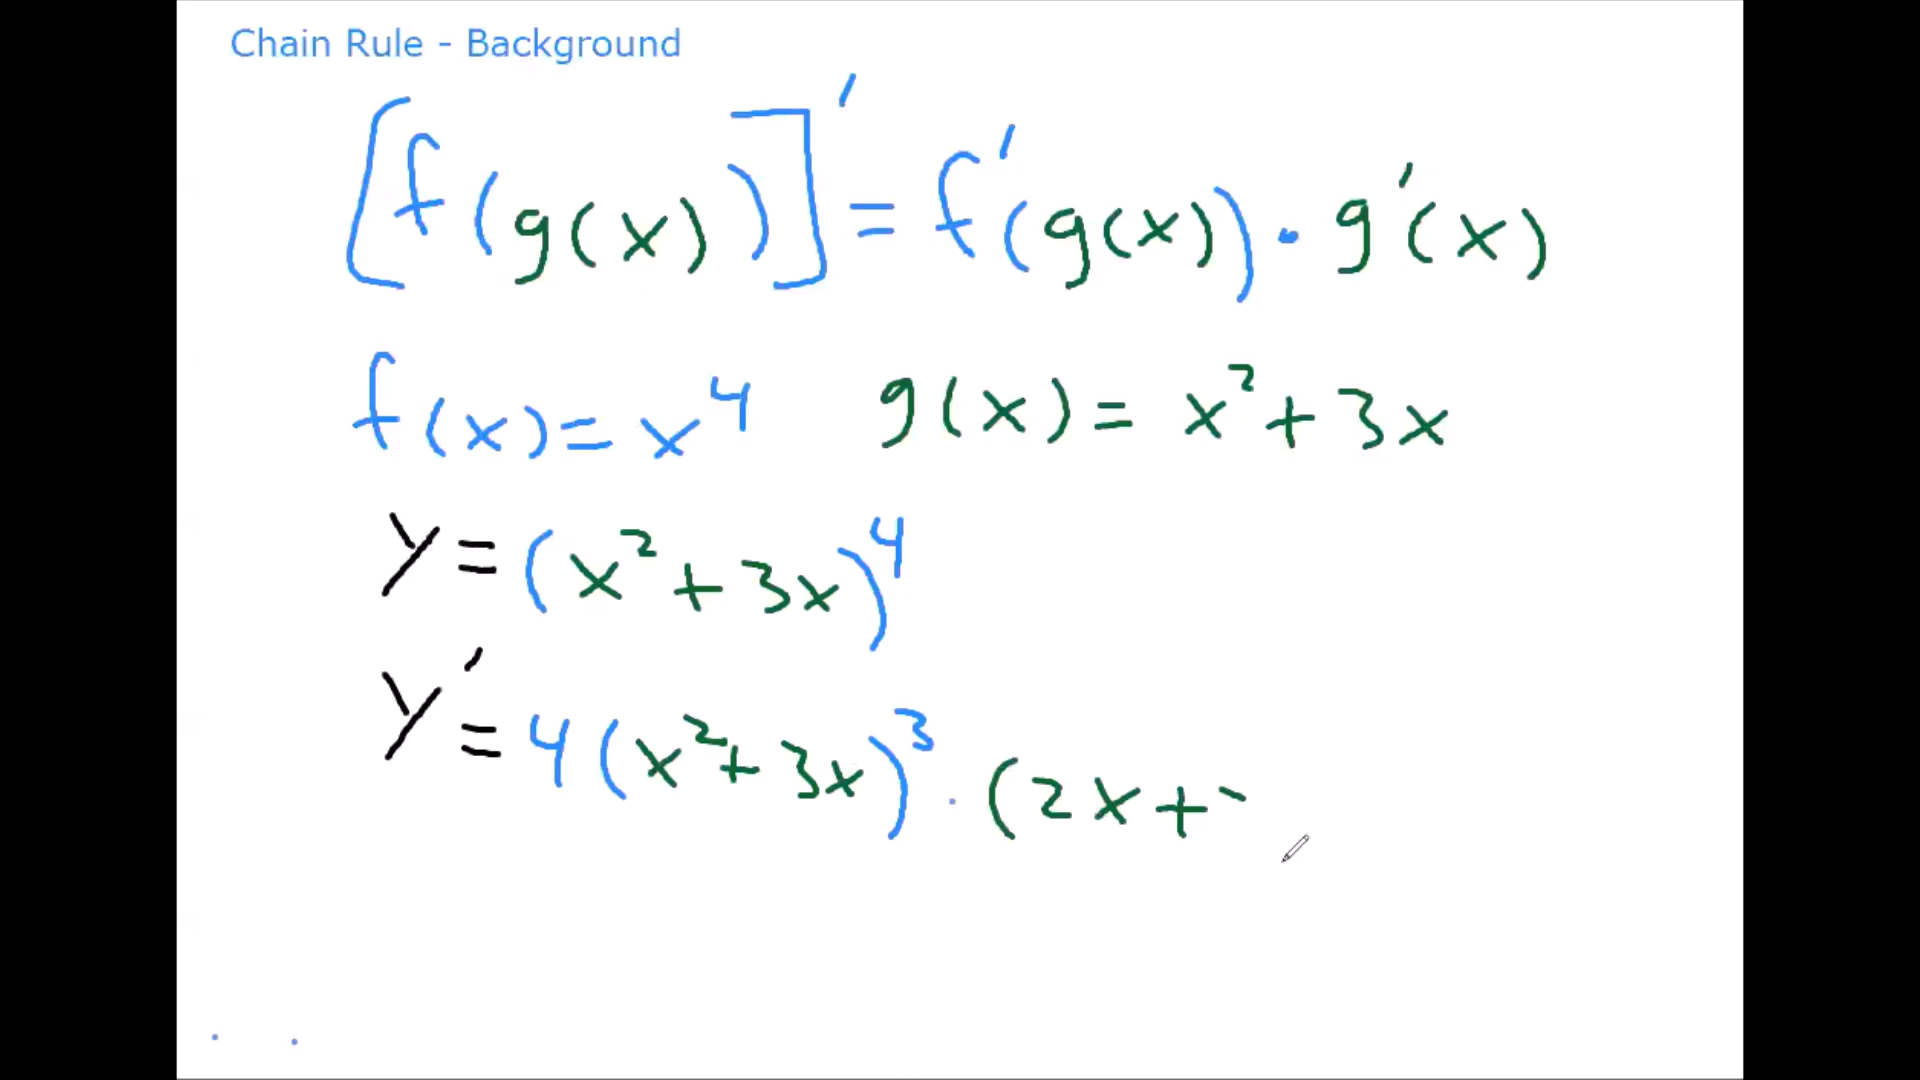 Chain Rule - Background
[f(g(x))]' = f'(g(x)) · g'(x)
f(x) = x⁴ g(x) = x² + 3x
y = (x² + 3x)⁴
y' = 4(x² + 3x)³ · (2x +